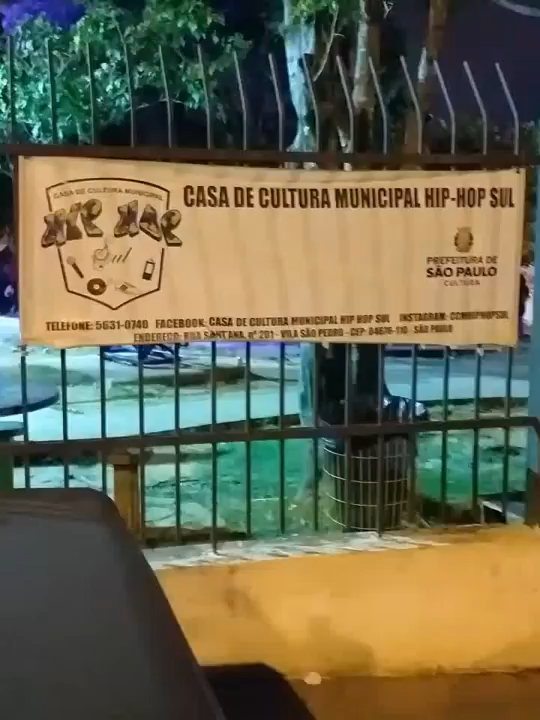 CASA DE CULTURA MUNICIPAL
HIP HOP
CASA DE CULTURA MUNICIPAL HIP-HOP SUL
PREFEITURA DE
SÃO PAULO
CULTURA
TELEFONE: 5631-0740 FACEBOOK: CASA DE CULTURA MUNICIPAL HIP HOP SUL INSTAGRAM: CCMHIPHOPSUL
ENDEREÇO: RUA SANT'ANA, nº 201 - VILA SÃO PEDRO - CEP: 04676-110 - SÃO PAULO